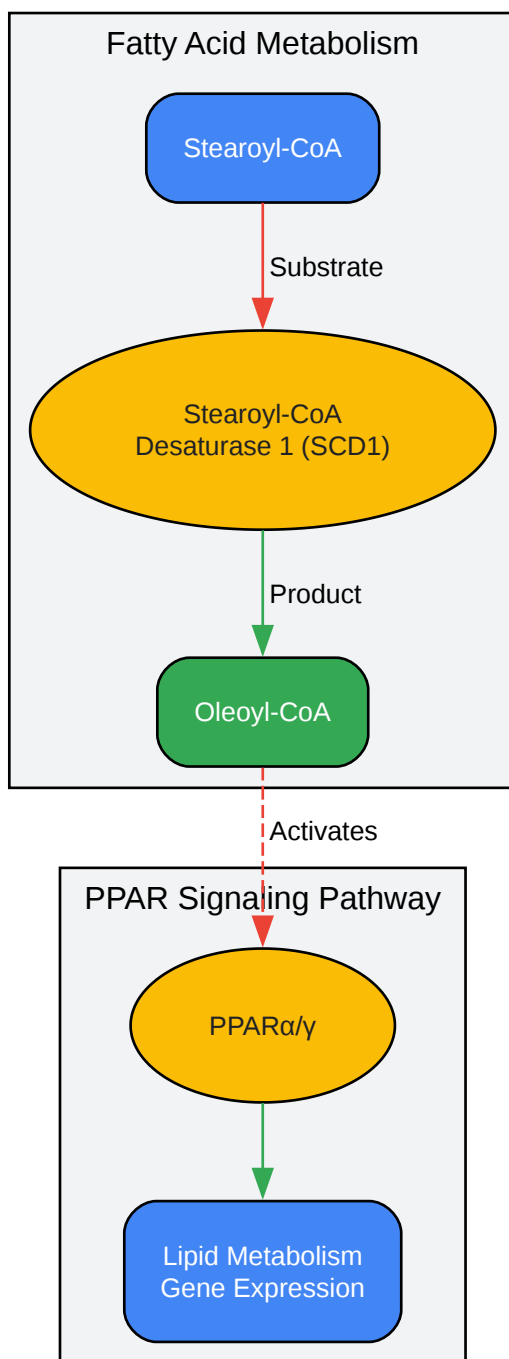 Fatty Acid Metabolism
Stearoyl-CoA
Substrate
Stearoyl-CoA
Desaturase 1 (SCD1)
Product
Oleoyl-CoA
Activates
PPAR Signaling Pathway
PPARα/γ
Lipid Metabolism
Gene Expression